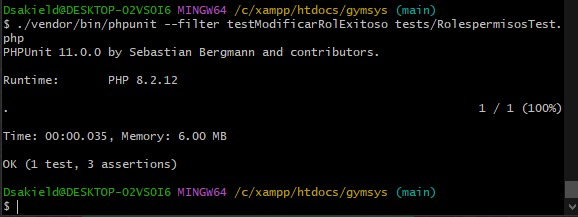 Dsakield@DESKTOP-O2VSOI6 MINGW64 /c/xampp/htdocs/gymsys (main)
$ ./vendor/bin/phpunit --filter testModificarRolExitoso tests/RolespermisosTest.
php
PHPUnit 11.0.0 by Sebastian Bergmann and contributors.
Runtime:       PHP 8.2.12
.                                                                   1 / 1 (100%)
Time: 00:00.035, Memory: 6.00 MB
OK (1 test, 3 assertions)
Dsakield@DESKTOP-O2VSOI6 MINGW64 /c/xampp/htdocs/gymsys (main)
$